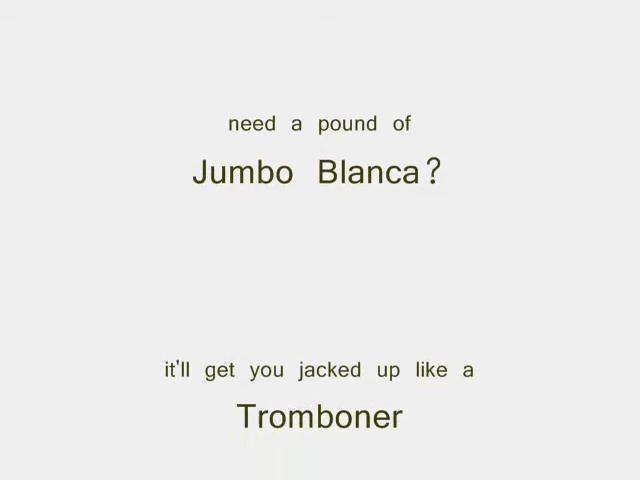 need a pound of
Jumbo Blanca?
it'll get you jacked up like a
Tromboner